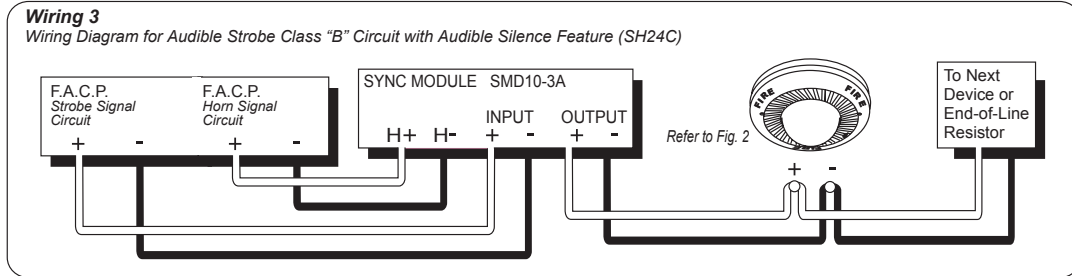 Wiring 3
Wiring Diagram for Audible Strobe Class “B” Circuit with Audible Silence Feature (SH24C)
F.A.C.P.
Strobe Signal
Circuit
+ -
F.A.C.P.
Horn Signal
Circuit
+ -
SYNC MODULE SMD10-3A
INPUT OUTPUT
H+ H- + - + -
Refer to Fig. 2
FIRE FIRE
+ -
To Next
Device or
End-of-Line
Resistor